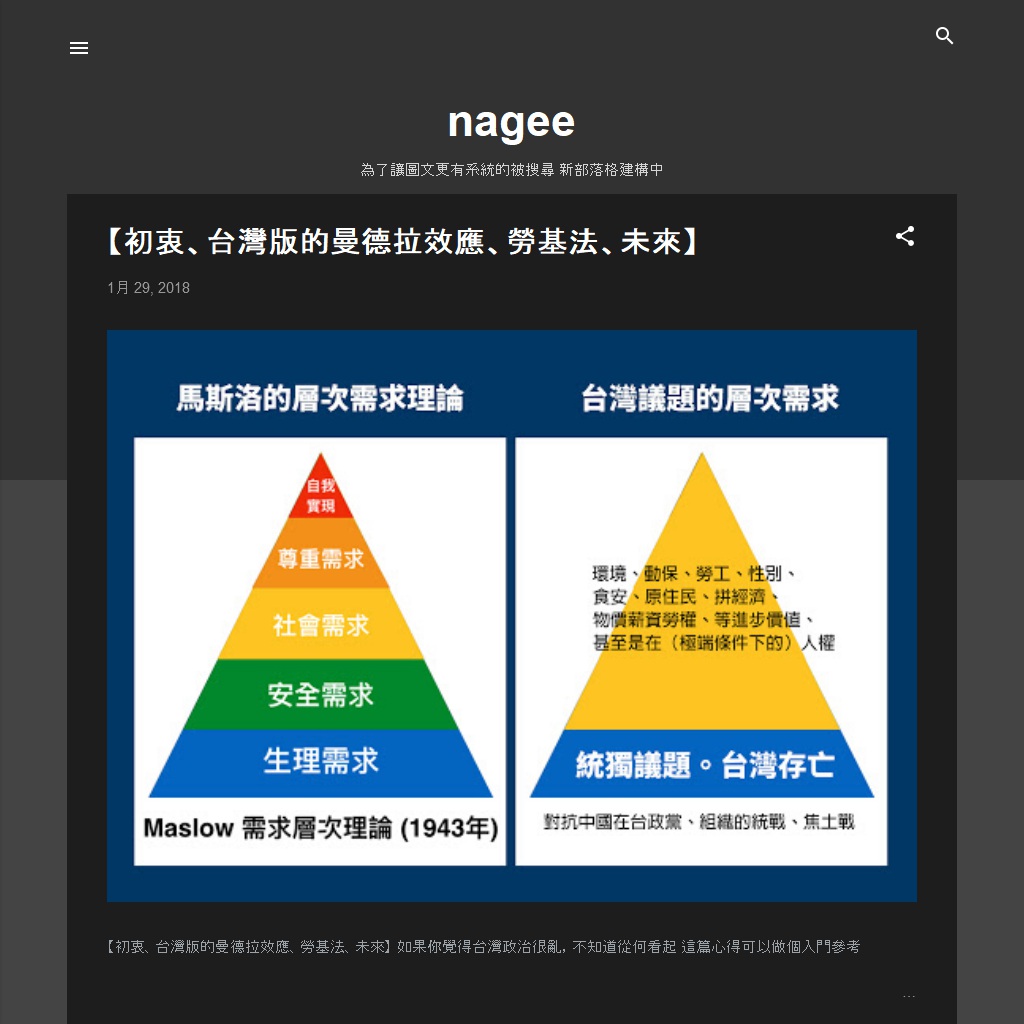 nagee
為了讓圖文更有系統的被搜尋 新部落格建構中
【初衷、台灣版的曼德拉效應、勞基法、未來】
1月 29, 2018
馬斯洛的層次需求理論
自我
實現
尊重需求
社會需求
安全需求
生理需求
Maslow 需求層次理論 (1943年)
台灣議題的層次需求
環境、動保、勞工、性別、
食安、原住民、拼經濟、
物價薪資勞權、等進步價值、
甚至是在（極端條件下的）人權
統獨議題。台灣存亡
對抗中國在台政黨、組織的統戰、焦土戰
【初衷、台灣版的曼德拉效應、勞基法、未來】 如果你覺得台灣政治很亂, 不知道從何看起 這篇心得可以做個入門參考
...